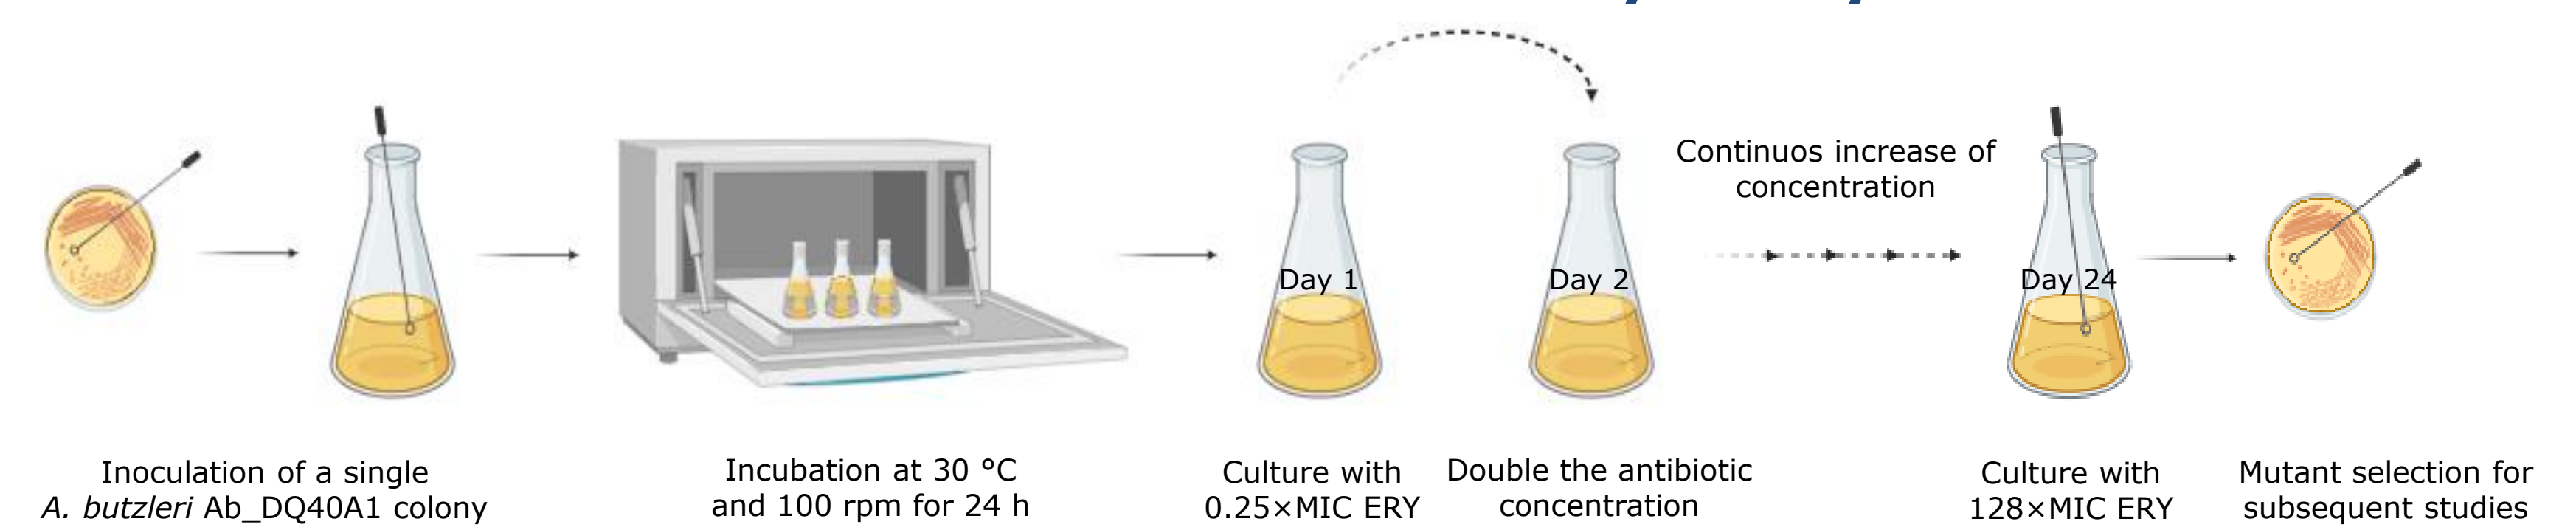 Continuos increase of
concentration
Day 1
Day 2
Day 24
Inoculation of a single
A. butzleri Ab_DQ40A1 colony
Incubation at 30 °C
and 100 rpm for 24 h
Culture with
0.25×MIC ERY
Double the antibiotic
concentration
Culture with
128×MIC ERY
Mutant selection for
subsequent studies